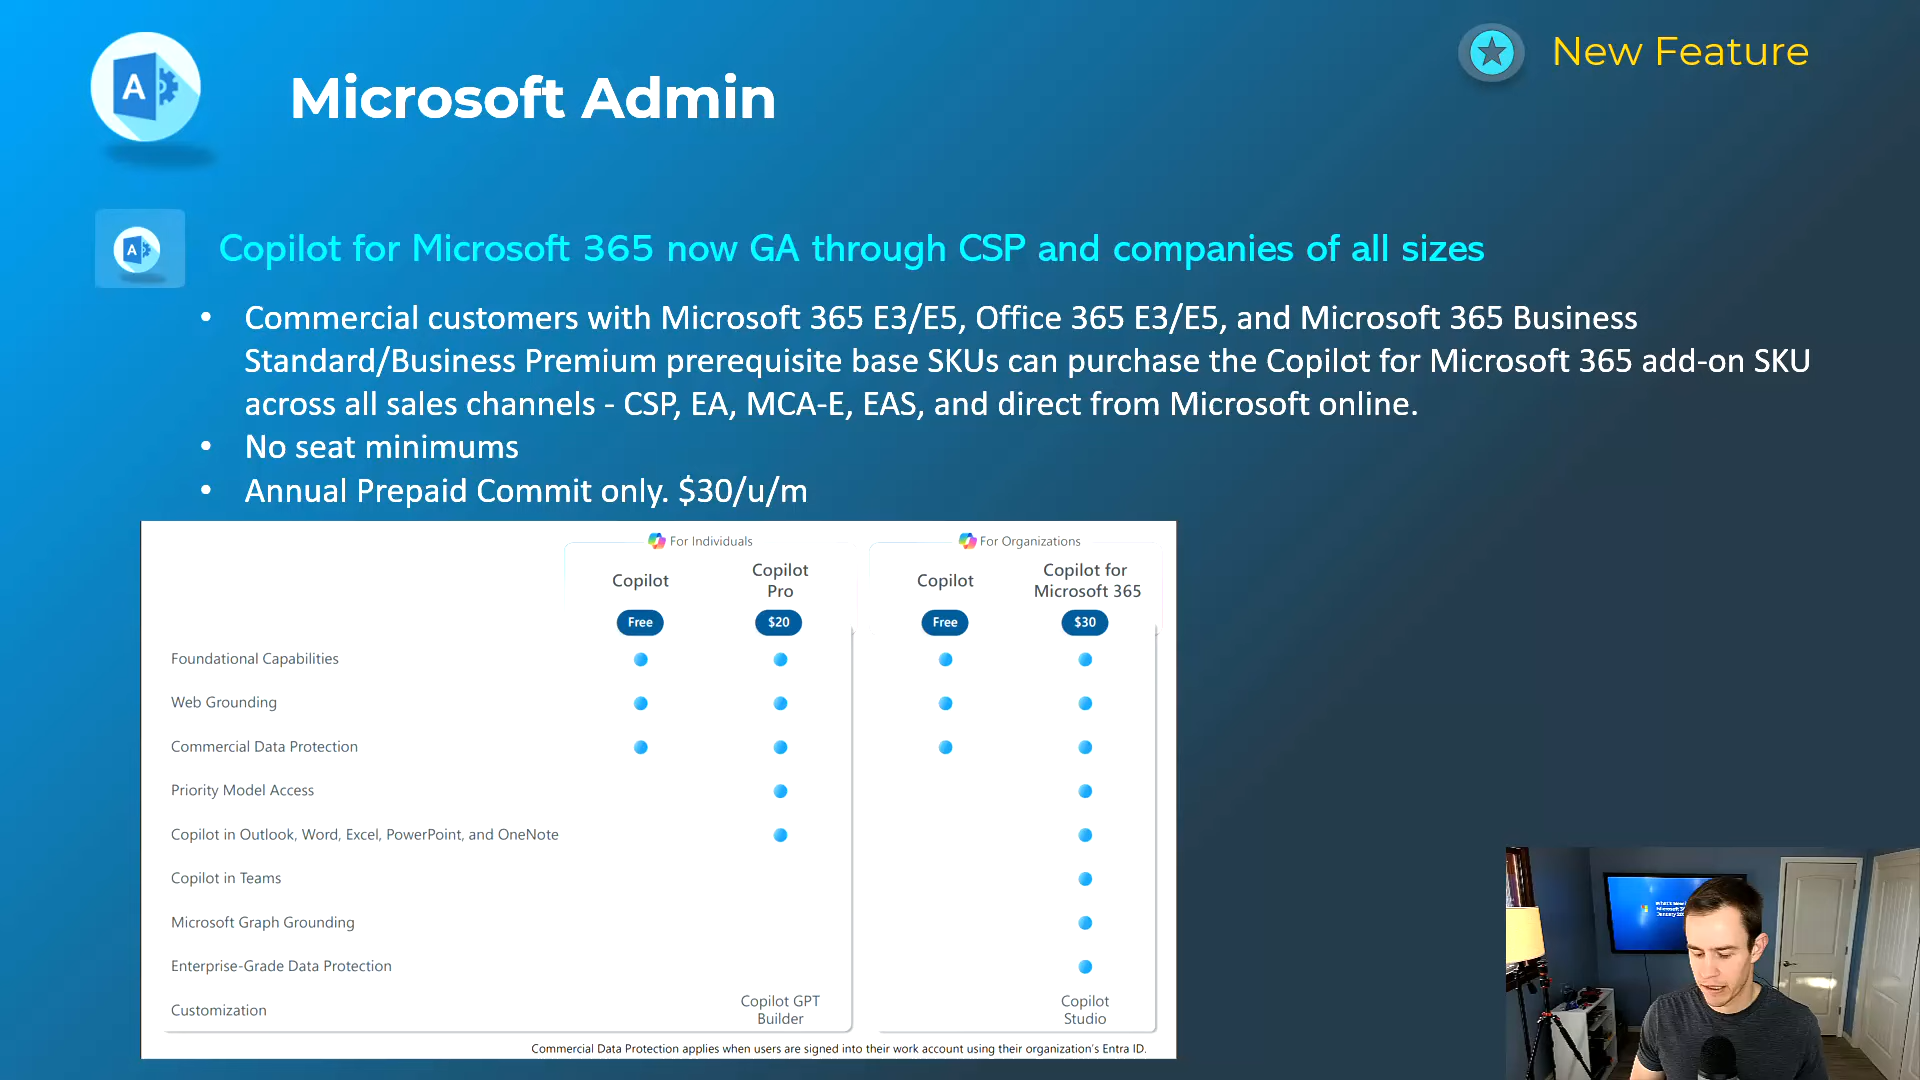 New Feature
Microsoft Admin
Copilot for Microsoft 365 now GA through CSP and companies of all sizes
• Commercial customers with Microsoft 365 E3/E5, Office 365 E3/E5, and Microsoft 365 Business
Standard/Business Premium prerequisite base SKUs can purchase the Copilot for Microsoft 365 add-on SKU
across all sales channels - CSP, EA, MCA-E, EAS, and direct from Microsoft online.
• No seat minimums
• Annual Prepaid Commit only. $30/u/m
For Individuals For Organizations
Copilot Copilot Pro Copilot Copilot for Microsoft 365
Free $20 Free $30
Foundational Capabilities
Web Grounding
Commercial Data Protection
Priority Model Access
Copilot in Outlook, Word, Excel, PowerPoint, and OneNote
Copilot in Teams
Microsoft Graph Grounding
Enterprise-Grade Data Protection
Customization Copilot GPT Builder Copilot Studio
Commercial Data Protection applies when users are signed into their work account using their organization's Entra ID.
A
A
What's New
Microsoft
January